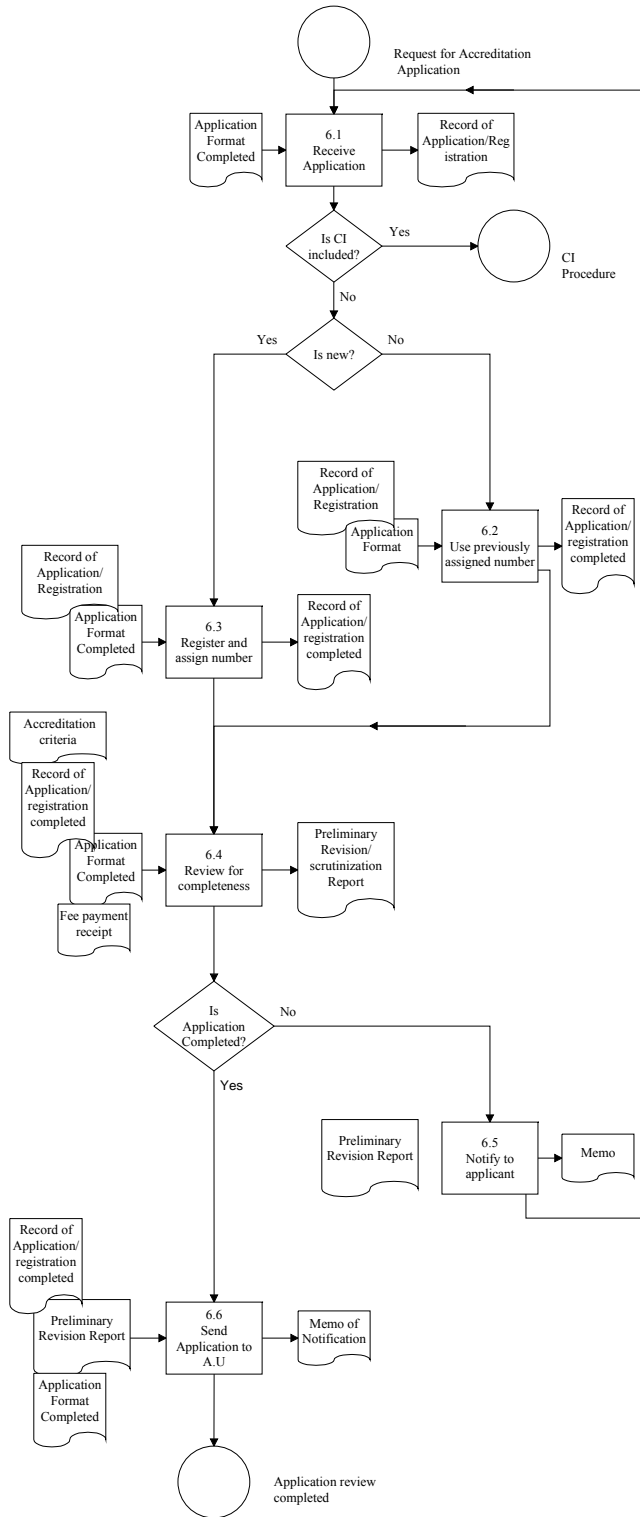 Request for Accreditation
Application
Application
Format
Completed
6.1
Receive
Application
Record of
Application/Reg
istration
Is CI
included?
Yes
CI
Procedure
No
Yes
Is new?
No
Record of
Application/
Registration
Application
Format
6.2
Use previously
assigned number
Record of
Application/
registration
completed
Record of
Application/
Registration
Application
Format
Completed
6.3
Register and
assign number
Record of
Application/
registration
completed
Accreditation
criteria
Record of
Application/
registration
completed
Application
Format
Completed
Fee payment
receipt
6.4
Review for
completeness
Preliminary
Revision/
scrutinization
Report
Is
Application
Completed?
No
Yes
Preliminary
Revision Report
6.5
Notify to
applicant
Memo
Record of
Application/
registration
completed
Preliminary
Revision Report
Application
Format
Completed
6.6
Send
Application to
A.U
Memo of
Notification
Application review
completed